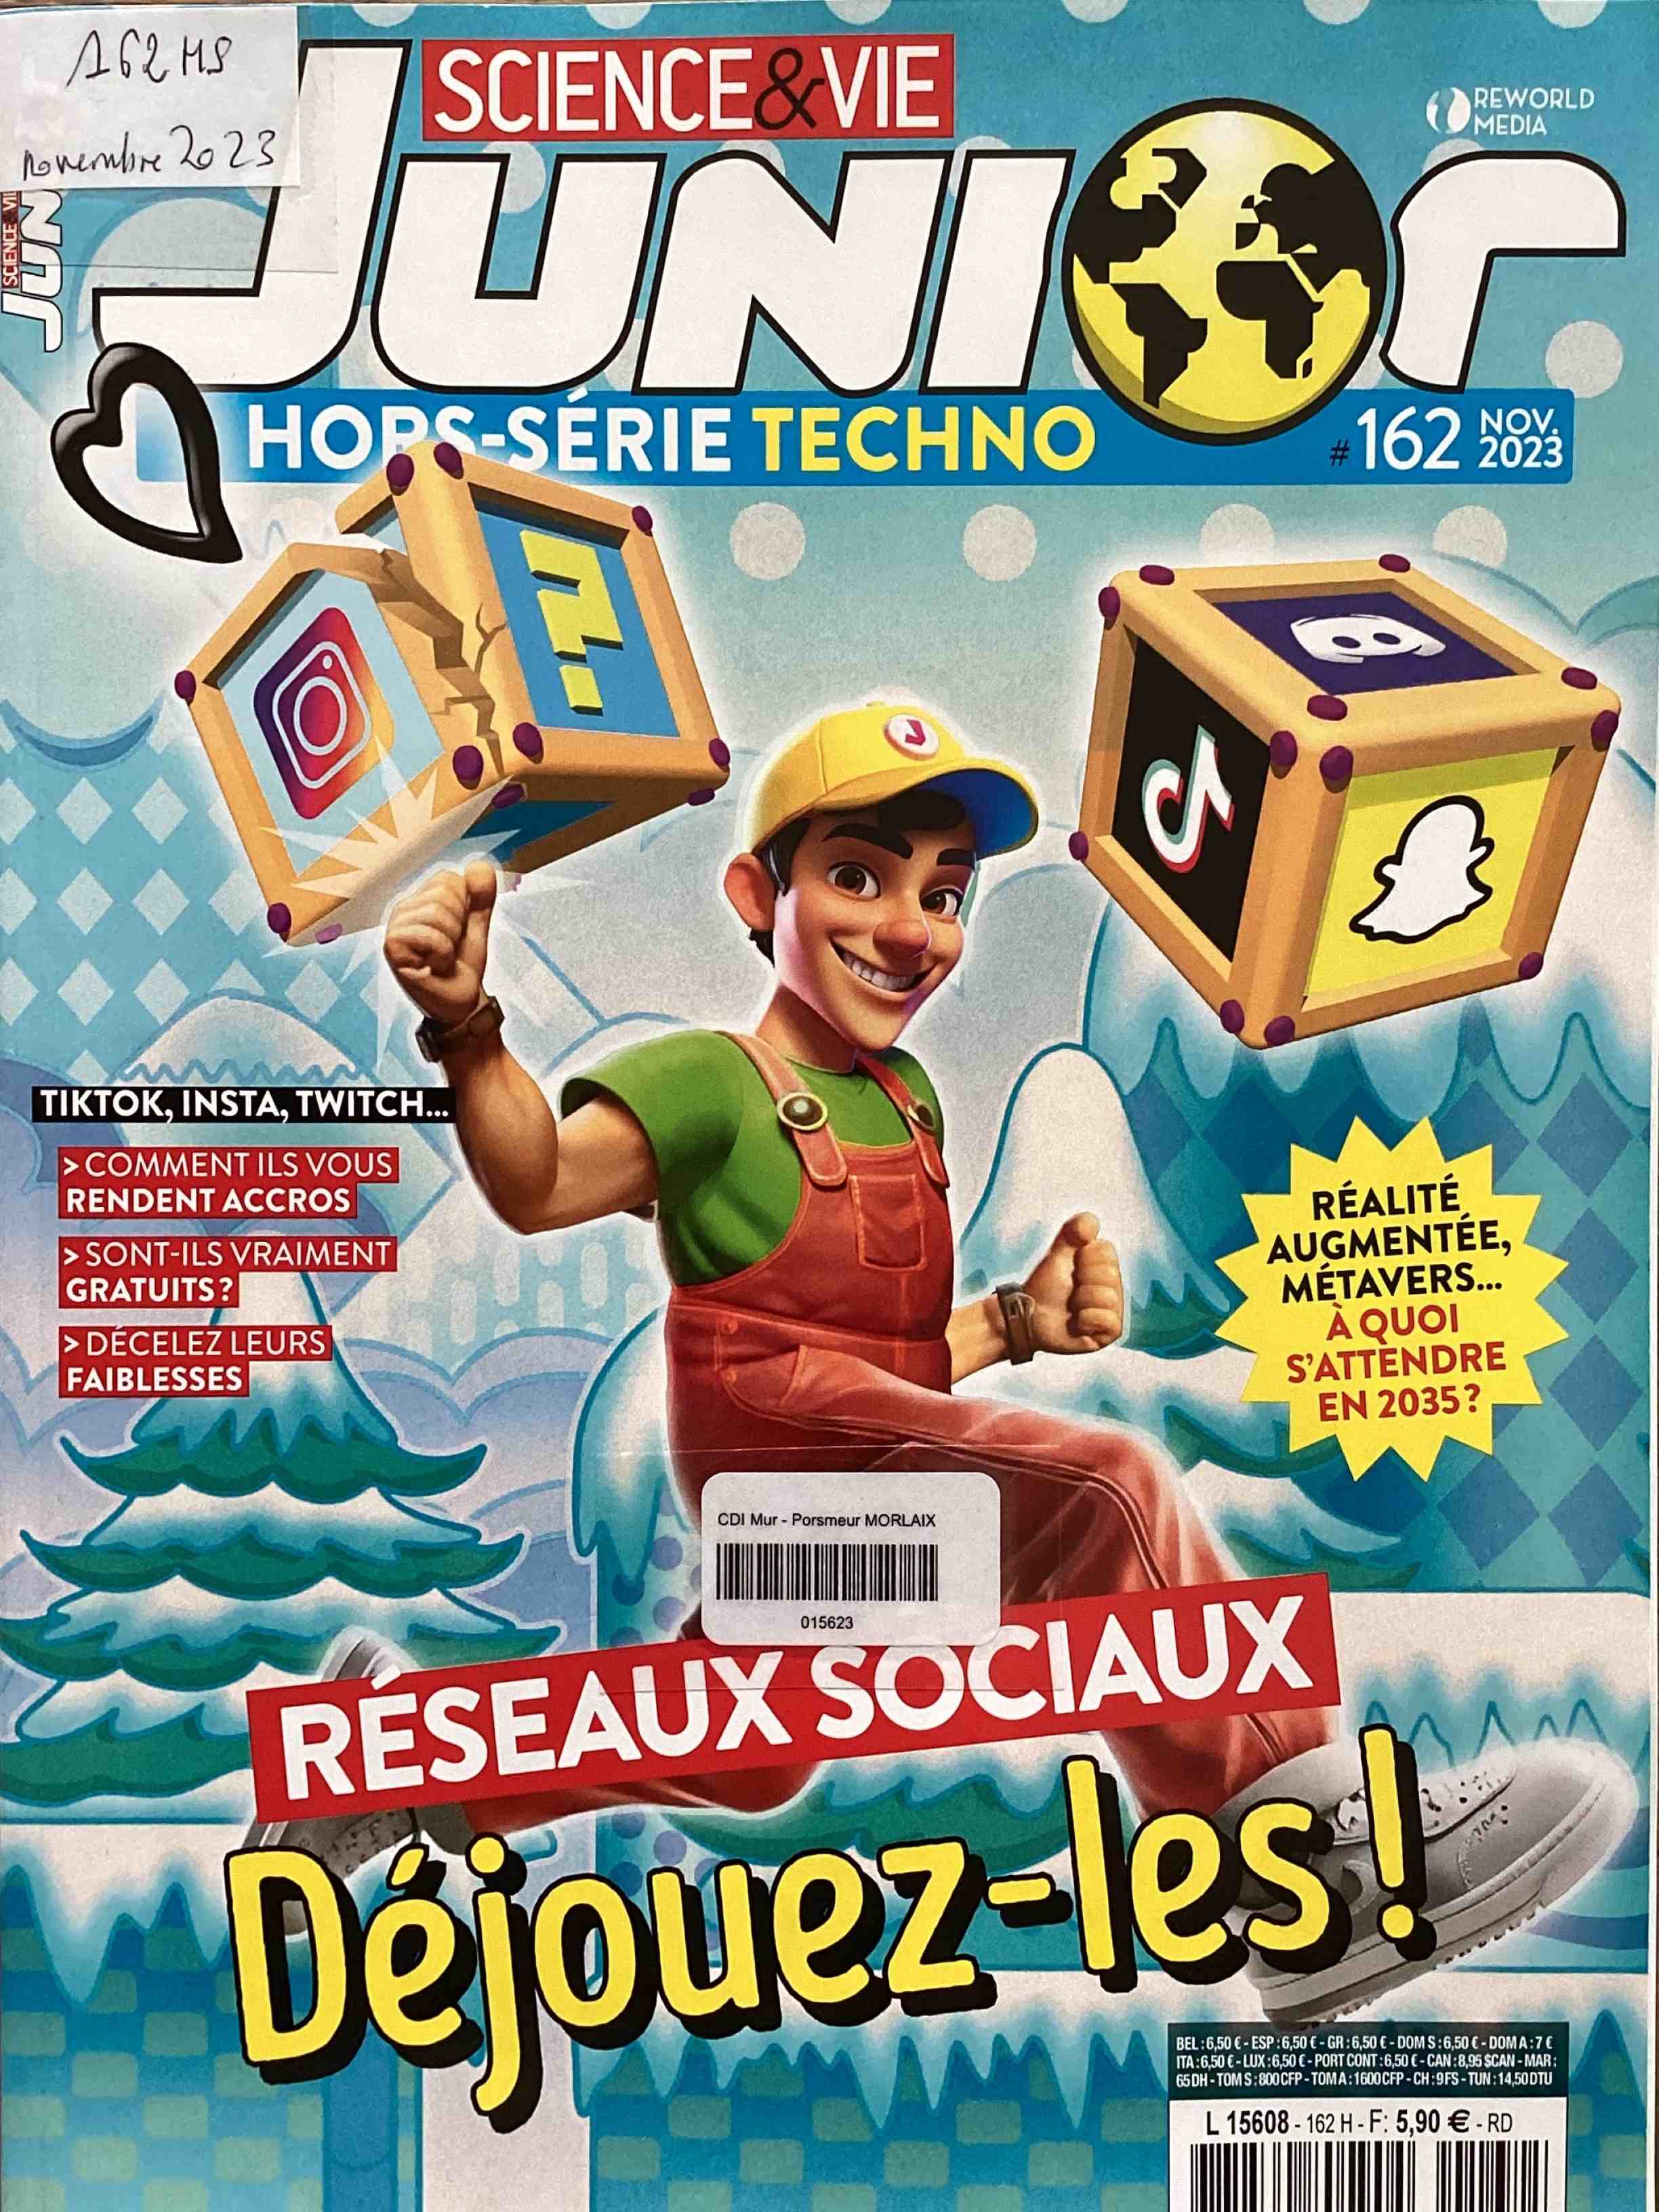 162 HS
novembre 2023
SCIENCE&VIE
JUNIOR
REWORLD
MEDIA
SCIENCE&VIE
JUN
HORS-SÉRIE TECHNO
#162 NOV.
2023
?
J
TIKTOK, INSTA, TWITCH...
> COMMENT ILS VOUS
RENDENT ACCROS
> SONT-ILS VRAIMENT
GRATUITS ?
> DÉCELEZ LEURS
FAIBLESSES
RÉALITÉ
AUGMENTÉE,
MÉTAVERS...
À QUOI
S'ATTENDRE
EN 2035 ?
CDI Mur - Porsmeur MORLAIX
015623
RÉSEAUX SOCIAUX
Déjouez-les !
BEL : 6,50 € - ESP : 6,50 € - GR : 6,50 € - DOM S : 6,50 € - DOM A : 7 €
ITA : 6,50 € - LUX : 6,50 € - PORT CONT : 6,50 € - CAN : 8,95 $CAN - MAR :
65 DH - TOM S : 800 CFP - TOM A : 1600 CFP - CH : 9 FS - TUN : 14,50 DTU
L 15608 - 162 H - F: 5,90 € - RD